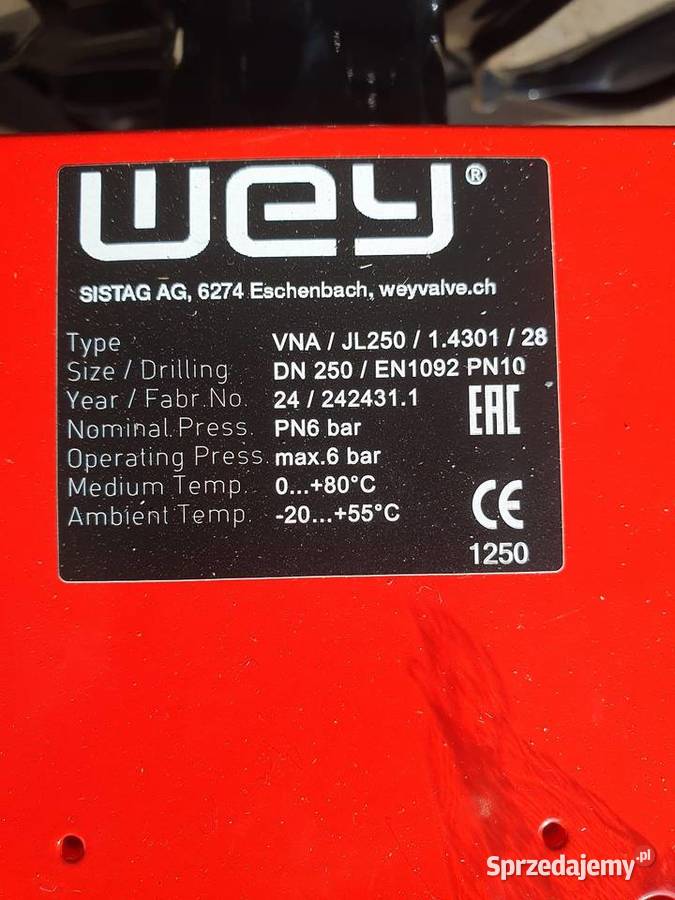 wey®
SISTAG AG, 6274 Eschenbach, weyvalve.ch
Type VNA / JL250 / 1.4301 / 28
Size / Drilling DN 250 / EN1092 PN10
Year / Fabr.No. 24 / 242431.1
Nominal Press. PN6 bar
Operating Press. max.6 bar
Medium Temp. 0...+80°C
Ambient Temp. -20...+55°C
EAC
CE
1250
Sprzedajemy.pl